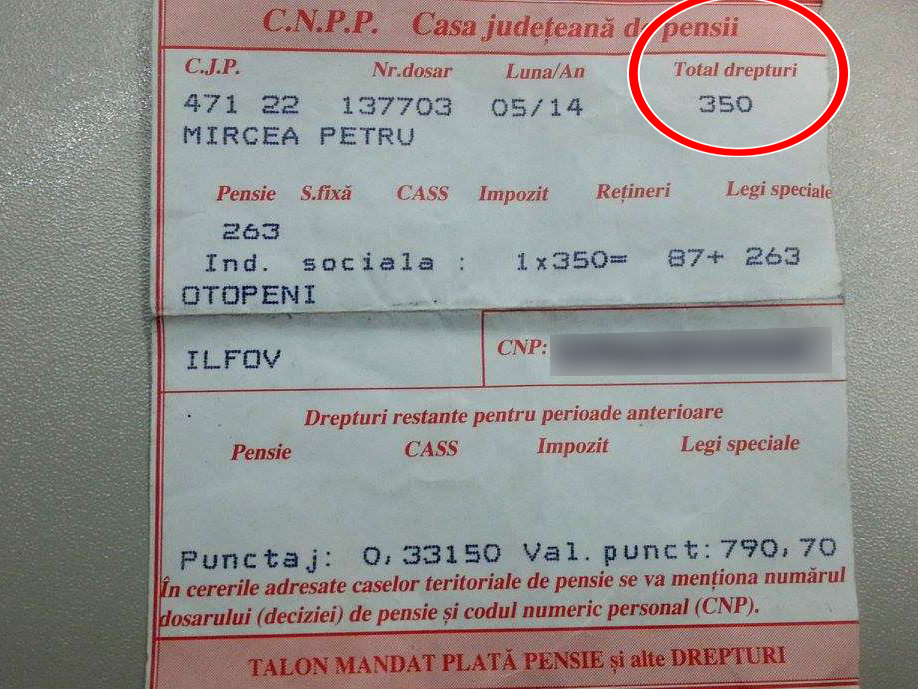 C.N.P.P. Casa județeană de pensii
C.J.P. Nr.dosar Luna/An Total drepturi
471 22 137703 05/14 350
MIRCEA PETRU
Pensie S.fixă CASS Impozit Rețineri Legi speciale
263
Ind. sociala : 1x350= 87+ 263
OTOPENI
ILFOV
CNP:
Drepturi restante pentru perioade anterioare
Pensie CASS Impozit Legi speciale
Punctaj: 0,33150 Val.punct:790,70
În cererile adresate caselor teritoriale de pensie se va menționa numărul
dosarului (deciziei) de pensie și codul numeric personal (CNP).
TALON MANDAT PLATĂ PENSIE și alte DREPTURI